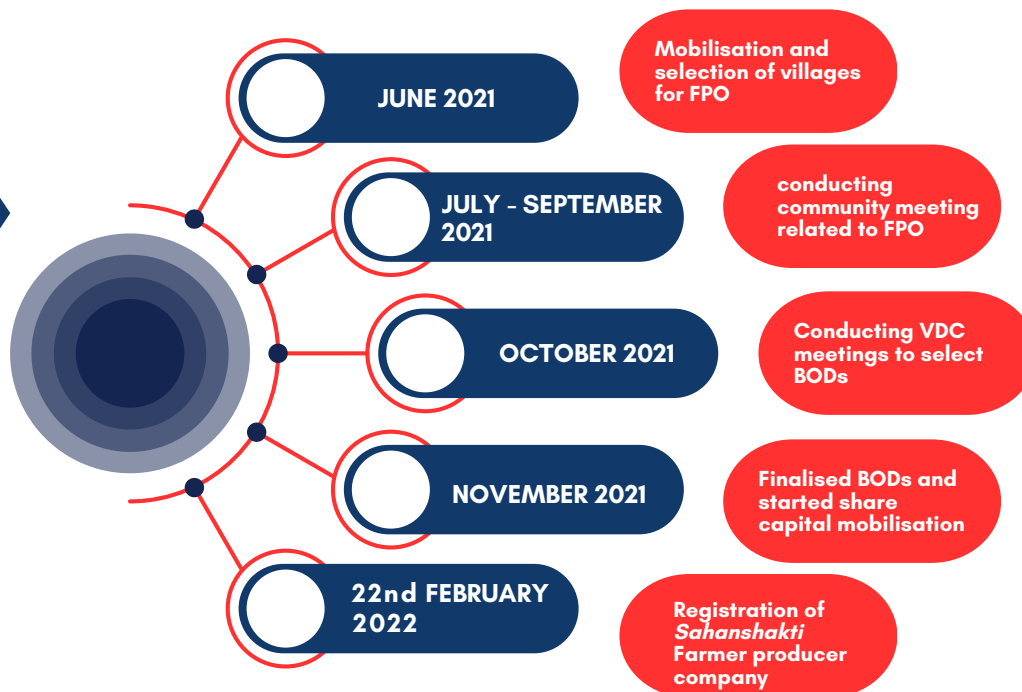 JUNE 2021
Mobilisation and
selection of villages
for FPO
JULY - SEPTEMBER
2021
conducting
community meeting
related to FPO
OCTOBER 2021
Conducting VDC
meetings to select
BODs
NOVEMBER 2021
Finalised BODs and
started share
capital mobilisation
22nd FEBRUARY
2022
Registration of
Sahanshakti
Farmer producer
company